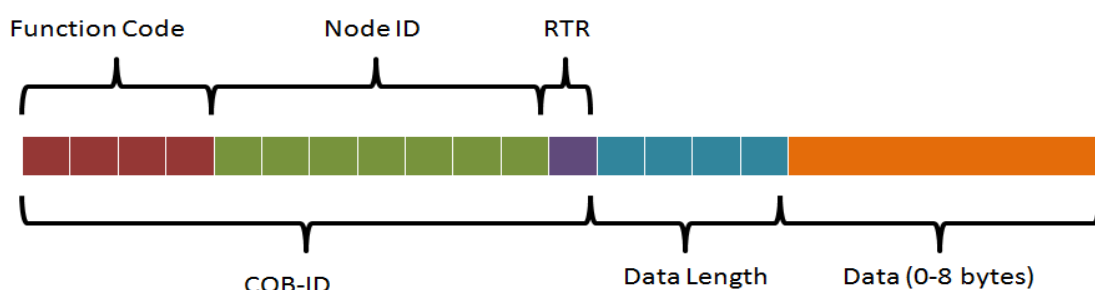 Function Code Node ID RTR
COB-ID Data Length Data (0-8 bytes)